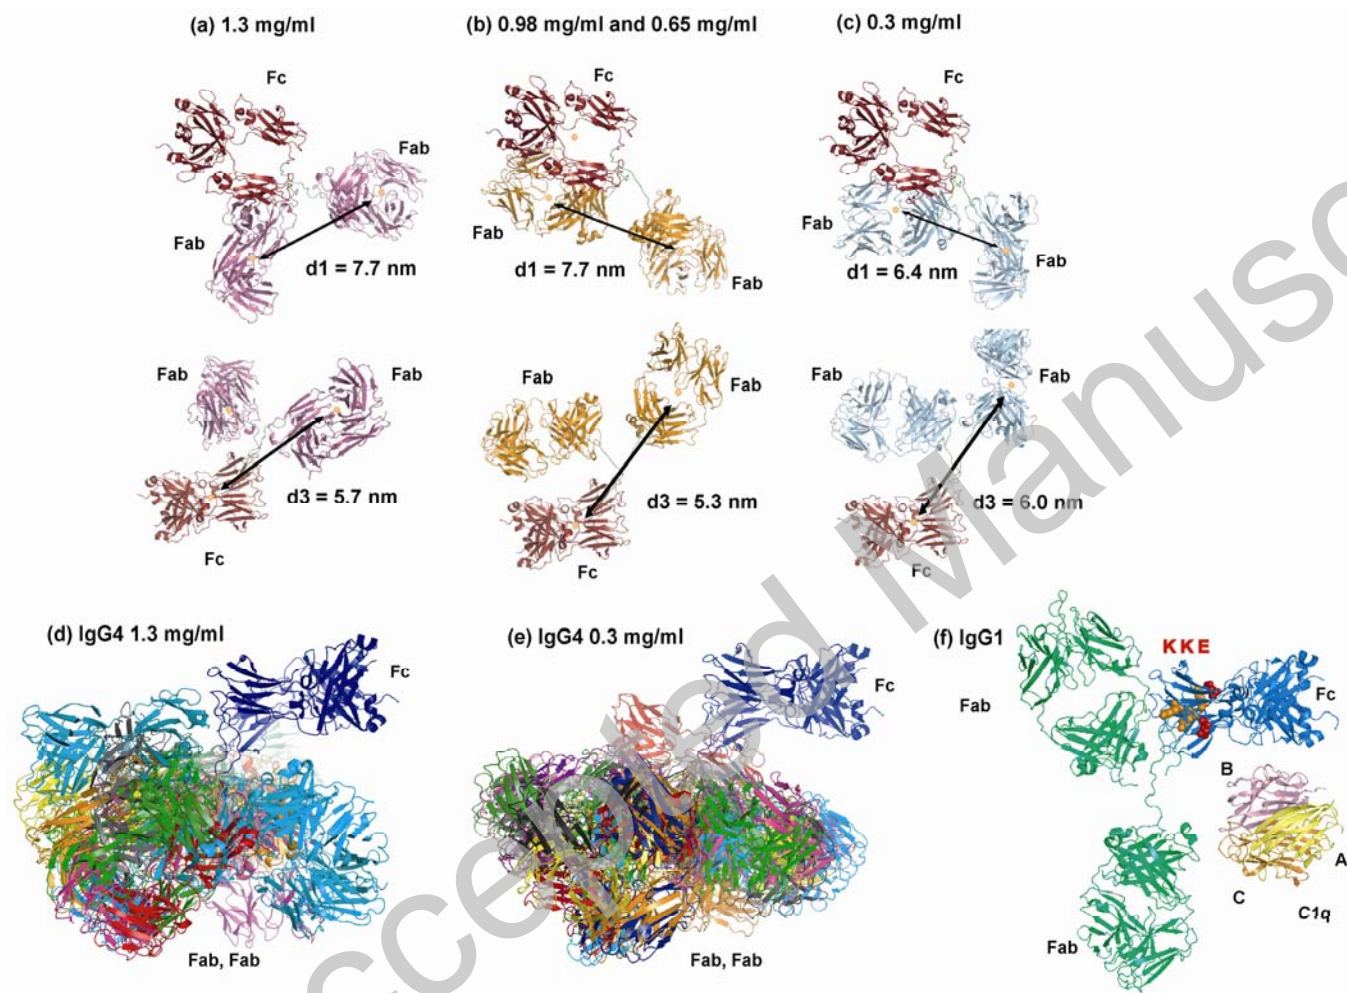 (a) 1.3 mg/ml
(b) 0.98 mg/ml and 0.65 mg/ml
(c) 0.3 mg/ml
Fc
Fc
Fc
Fab
Fab
d1 = 7.7 nm
Fab
d1 = 7.7 nm
Fab
Fab
d1 = 6.4 nm
Fab
Fab
Fab
d3 = 5.7 nm
Fc
Fab
Fab
d3 = 5.3 nm
Fc
Fab
Fab
d3 = 6.0 nm
Fc
(d) IgG4 1.3 mg/ml
Fc
Fab, Fab
(e) IgG4 0.3 mg/ml
Fc
Fab, Fab
(f) IgG1
KKE
Fab
Fc
B
A
C
C1q
Fab
Accepted Manusc